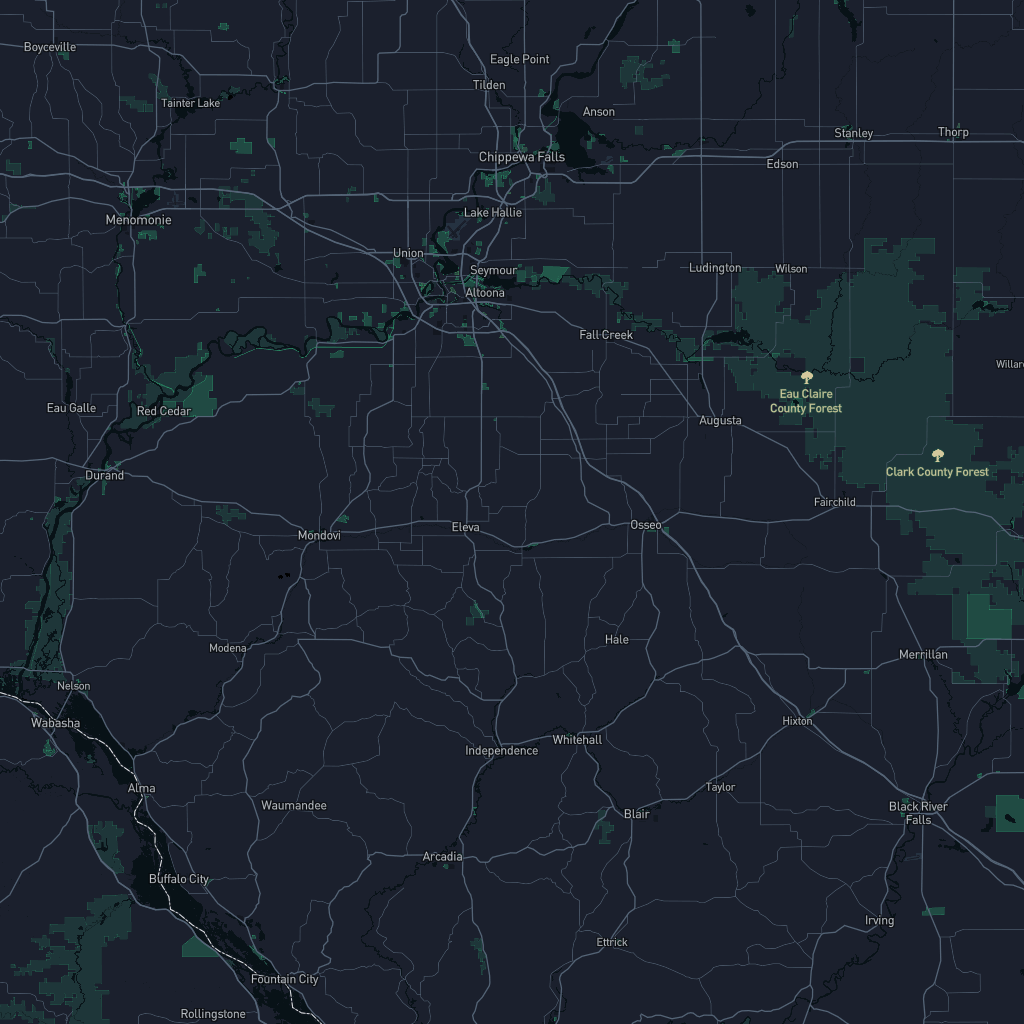 Boyceville
Eagle Point
Tilden
Tainter Lake
Anson
Stanley
Thorp
Chippewa Falls
Edson
Lake Hallie
Menomonie
Union
Seymour
Ludington
Wilson
Altoona
Fall Creek
Eau Claire
County Forest
Eau Galle
Red Cedar
Augusta
Clark County Forest
Durand
Fairchild
Mondovi
Eleva
Osseo
Hale
Modena
Merrillan
Nelson
Wabasha
Hixton
Independence
Whitehall
Alma
Taylor
Waumandee
Blair
Black River
Falls
Arcadia
Buffalo City
Irving
Ettrick
Fountain City
Rollingstone